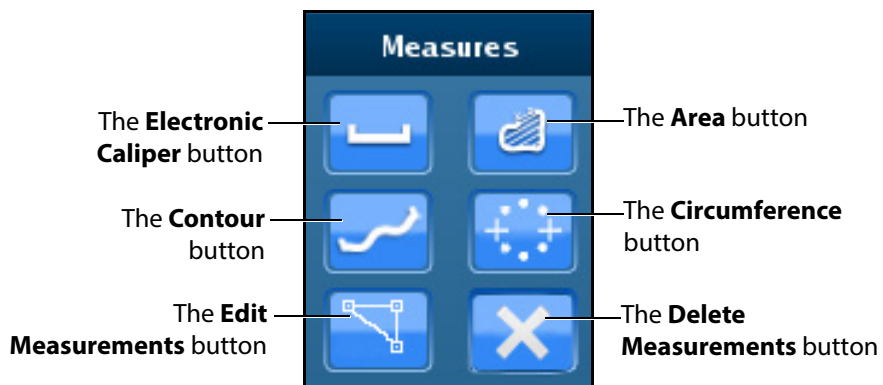 Measures
The Electronic
Caliper button
The Area button
The Contour
button
The Circumference
button
The Edit
Measurements button
The Delete
Measurements button